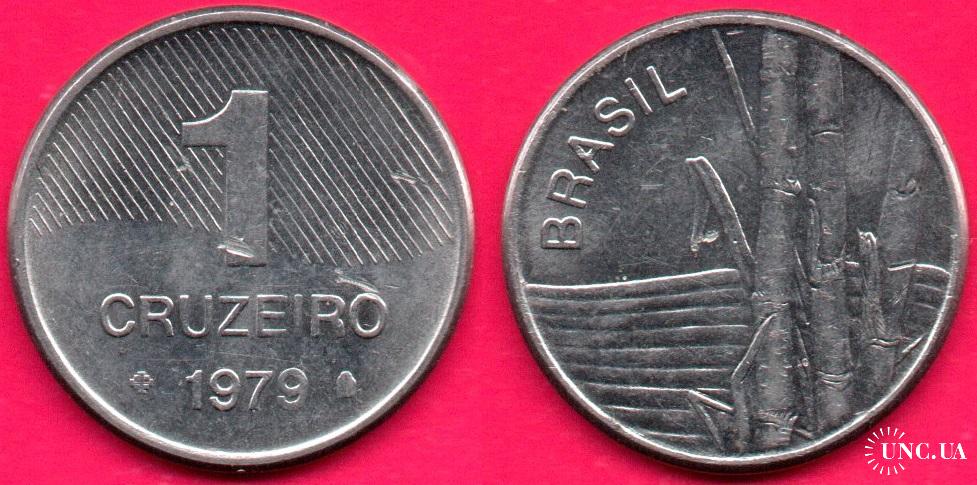 1
CRUZEIRO
1979
BRASIL
UNC.UA